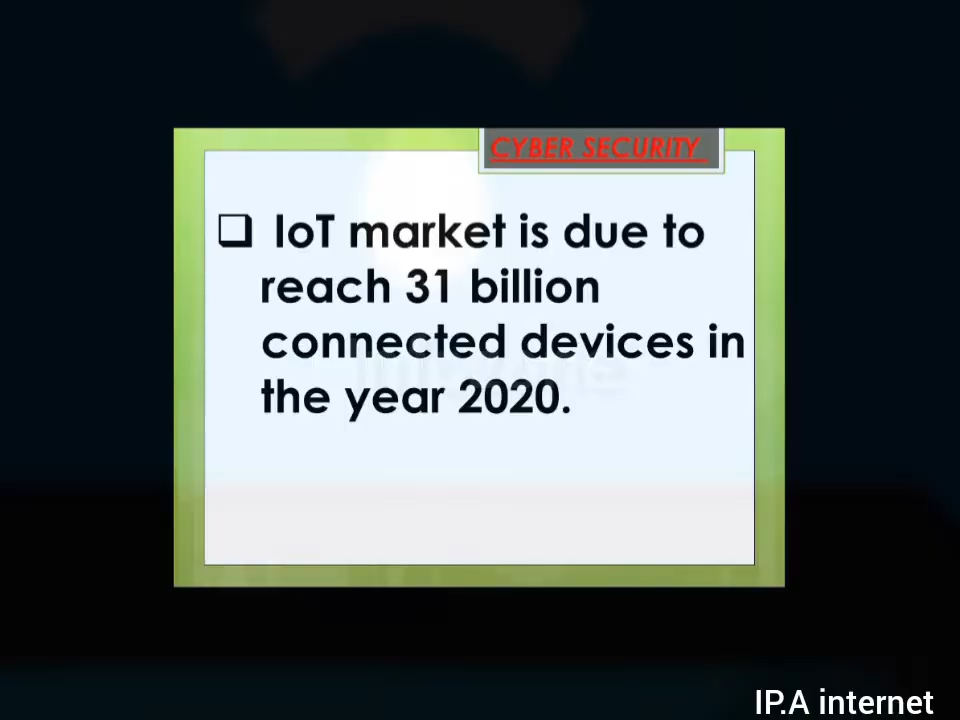 CYBER SECURITY
❑ IoT market is due to
reach 31 billion
connected devices in
the year 2020.
IP.A internet